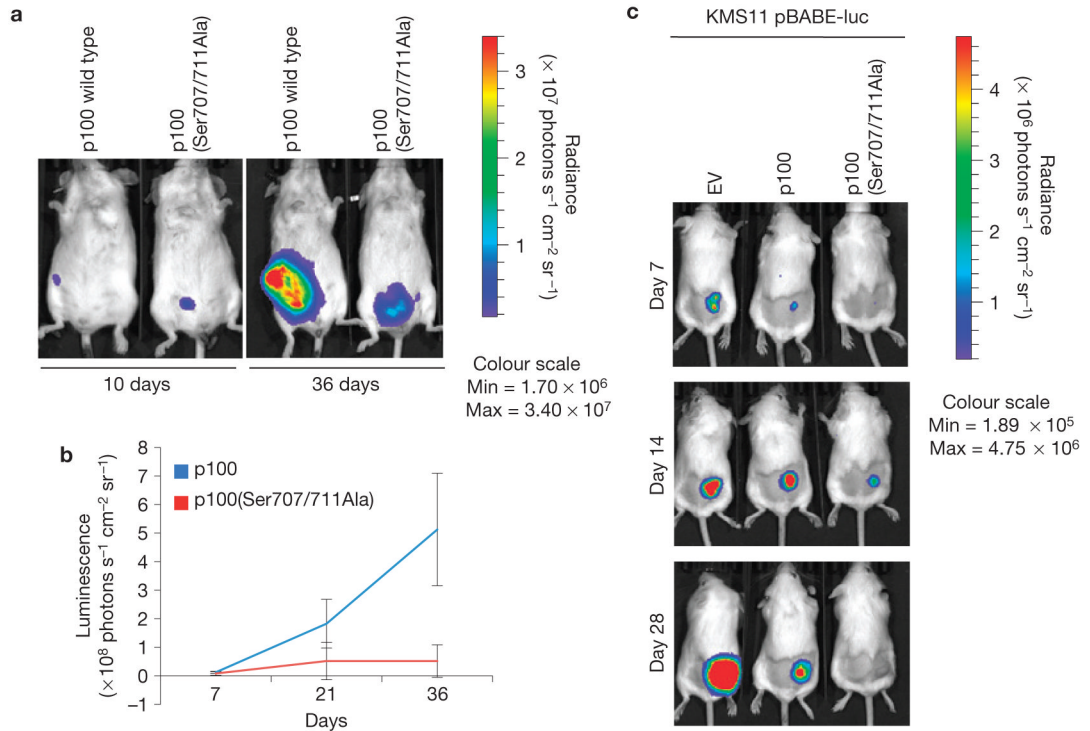 a
p100 wild type
p100
(Ser707/711Ala)
p100 wild type
p100
(Ser707/711Ala)
3
2
1
Radiance
(× 10⁷ photons s⁻¹ cm⁻² sr⁻¹)
10 days
36 days
Colour scale
Min = 1.70 × 10⁶
Max = 3.40 × 10⁷
b
p100
p100(Ser707/711Ala)
Luminescence
(×10⁸ photons s⁻¹ cm⁻² sr⁻¹)
8
7
6
5
4
3
2
1
0
−1
7
21
36
Days
c
KMS11 pBABE-luc
EV
p100
p100
(Ser707/711Ala)
Day 7
Day 14
Day 28
4
3
2
1
Radiance
(× 10⁶ photons s⁻¹ cm⁻² sr⁻¹)
Colour scale
Min = 1.89 × 10⁵
Max = 4.75 × 10⁶